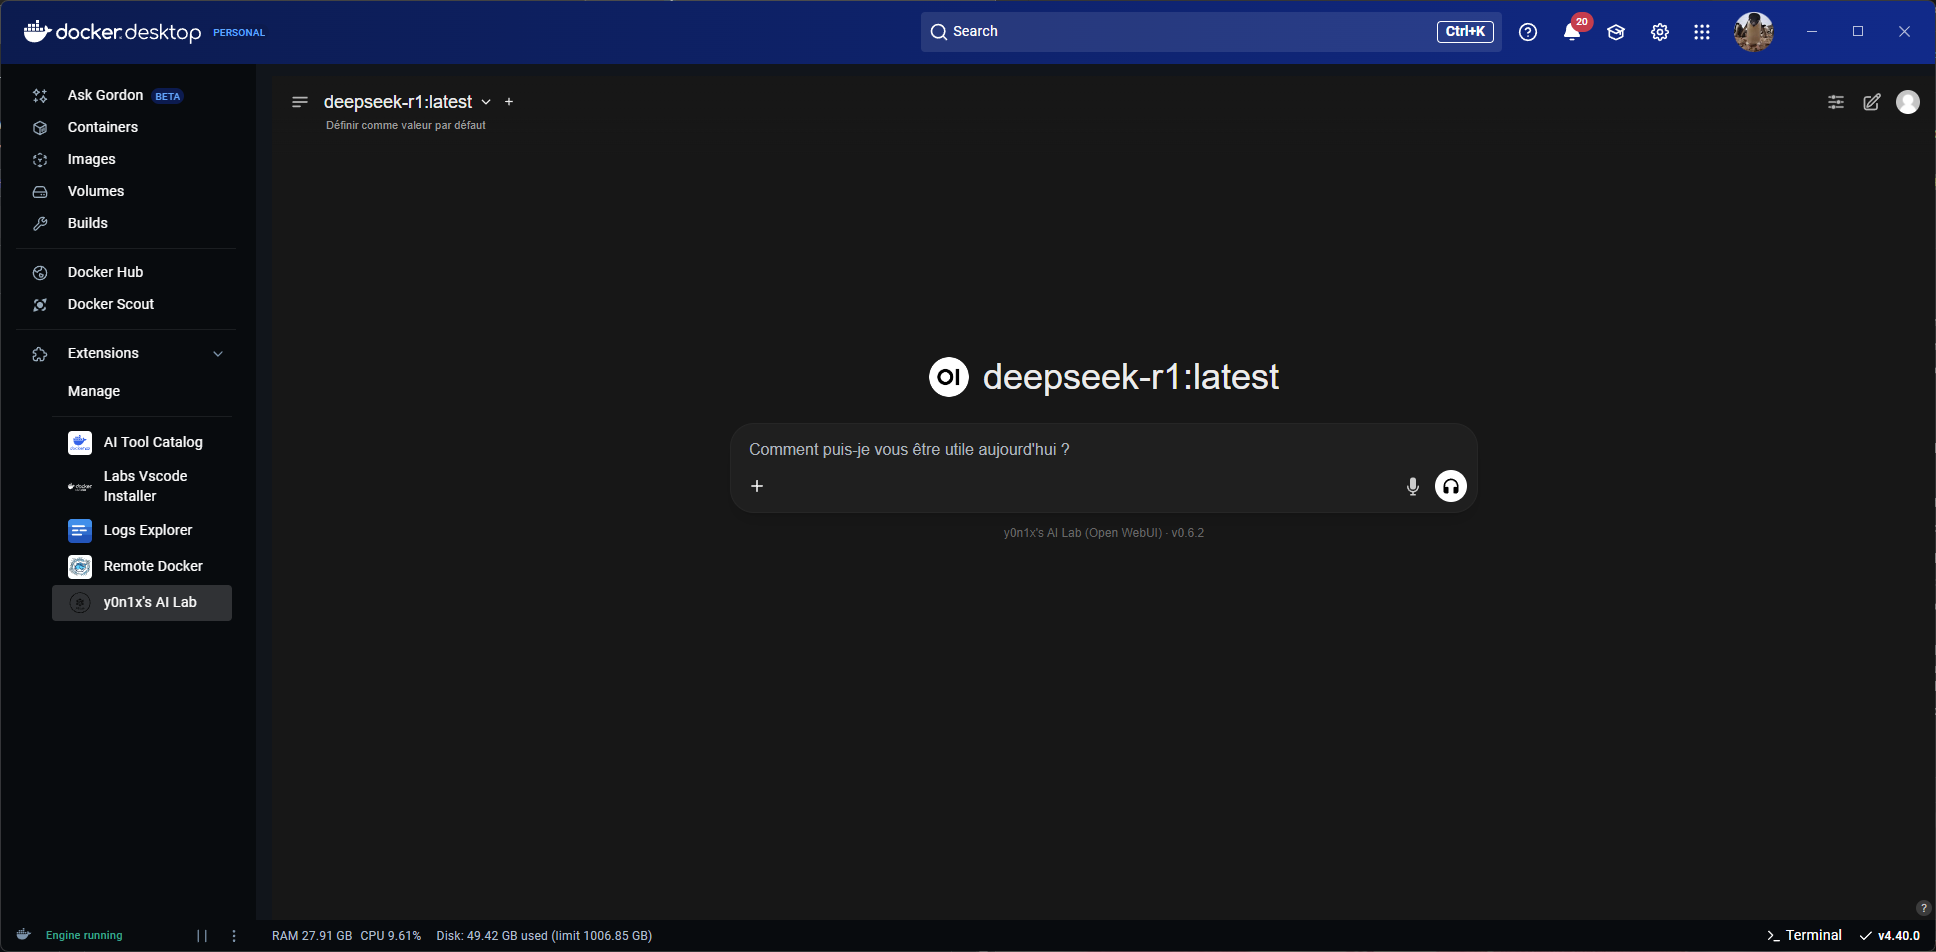 docker.desktop PERSONAL
Search
Ctrl+K
20
Ask Gordon BETA
Containers
Images
Volumes
Builds
Docker Hub
Docker Scout
Extensions
Manage
AI Tool Catalog
Labs Vscode
Installer
Logs Explorer
Remote Docker
y0n1x's AI Lab
deepseek-r1:latest
Définir comme valeur par défaut
OI deepseek-r1:latest
Comment puis-je vous être utile aujourd'hui ?
y0n1x's AI Lab (Open WebUI) · v0.6.2
?
Engine running
RAM 27.91 GB CPU 9.61% Disk: 49.42 GB used (limit 1006.85 GB)
Terminal
v4.40.0